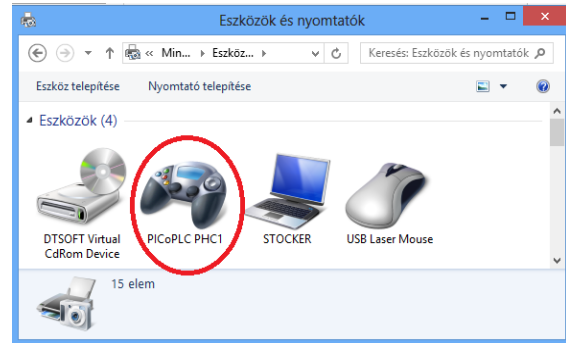 Eszközök és nyomtatók
« Min... Eszköz... Keresés: Eszközök és nyomtatók
Eszköz telepítése Nyomtató telepítése
Eszközök (4)
DTSOFT Virtual CdRom Device
PICoPLC PHC1
STOCKER
USB Laser Mouse
15 elem